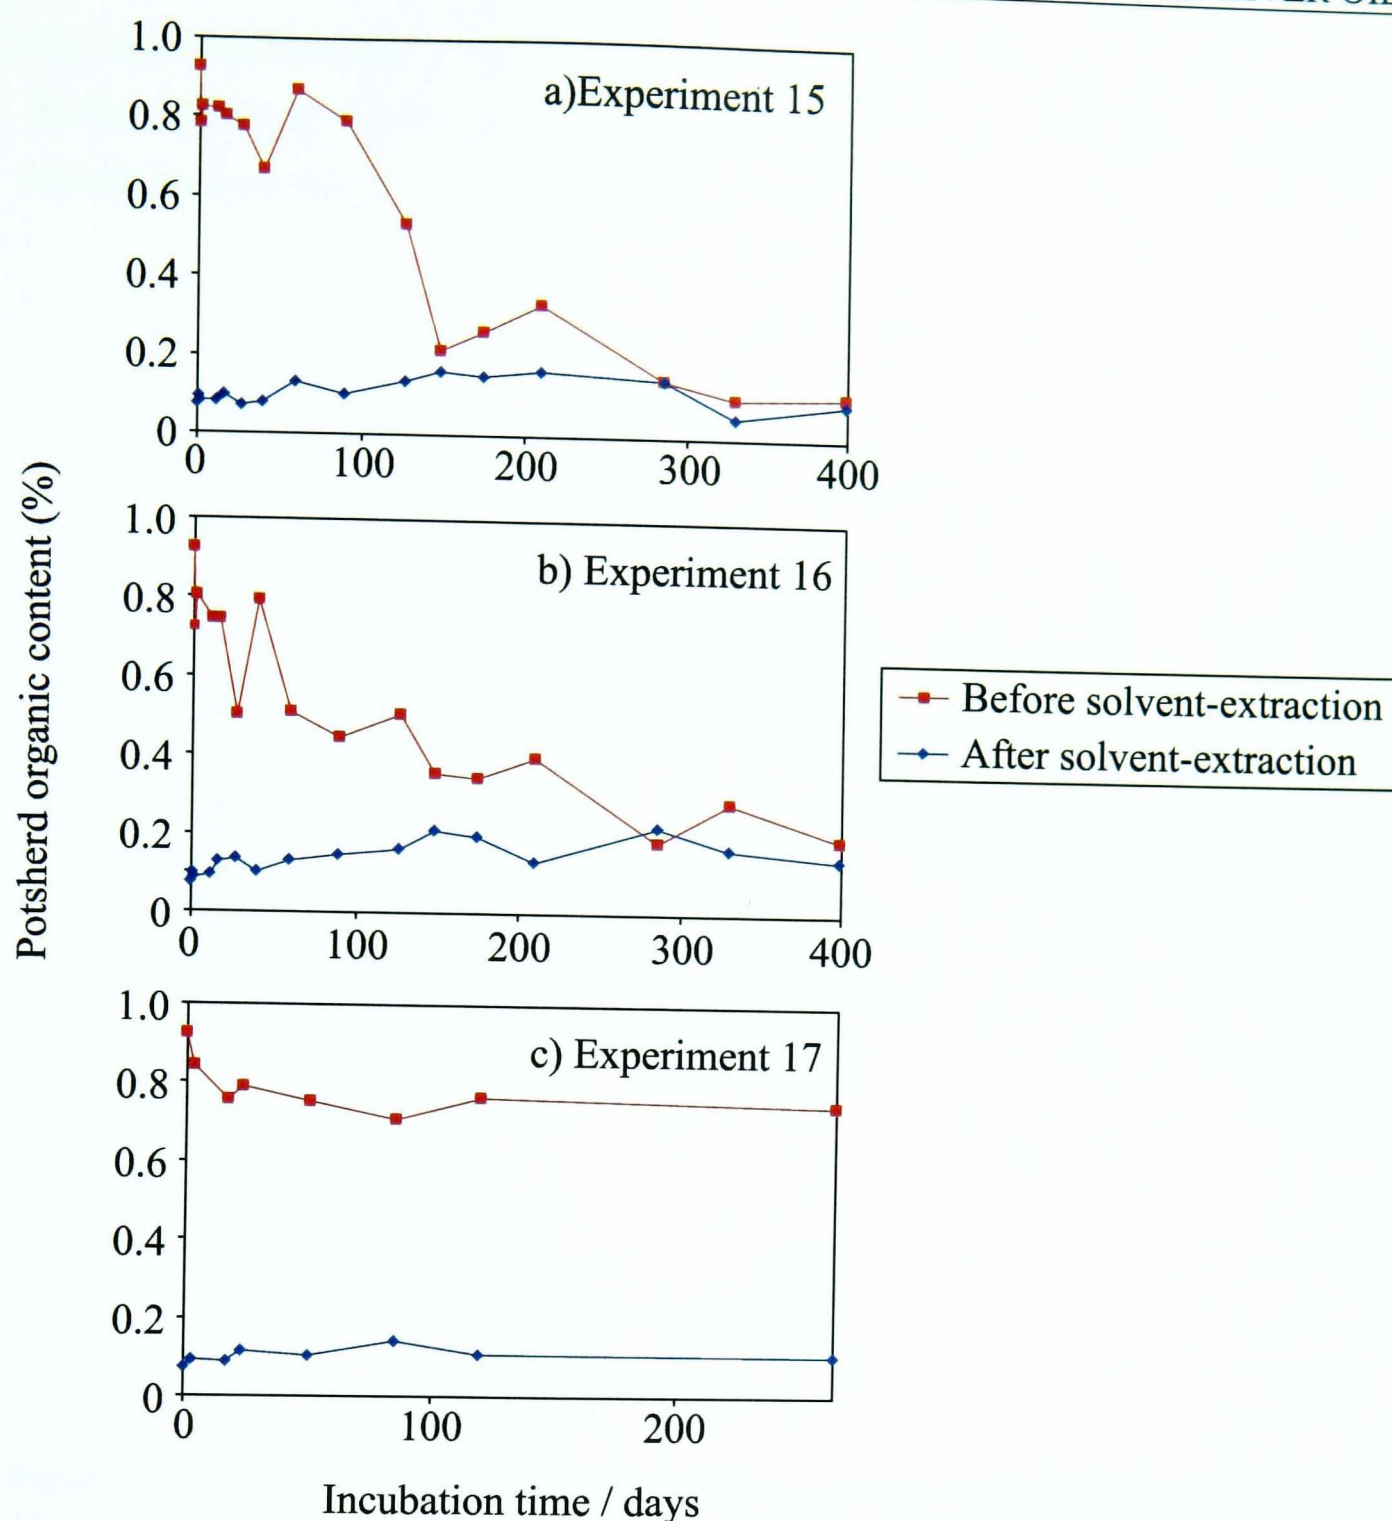 1.0
a)Experiment 15
0.8
0.6
0.4
0.2
0
0 100 200 300 400
Potsherd organic content (%)
1.0
b) Experiment 16
0.8
0.6
0.4
0.2
0
0 100 200 300 400
Before solvent-extraction
After solvent-extraction
1.0
c) Experiment 17
0.8
0.6
0.4
0.2
0
0 100 200
Incubation time / days